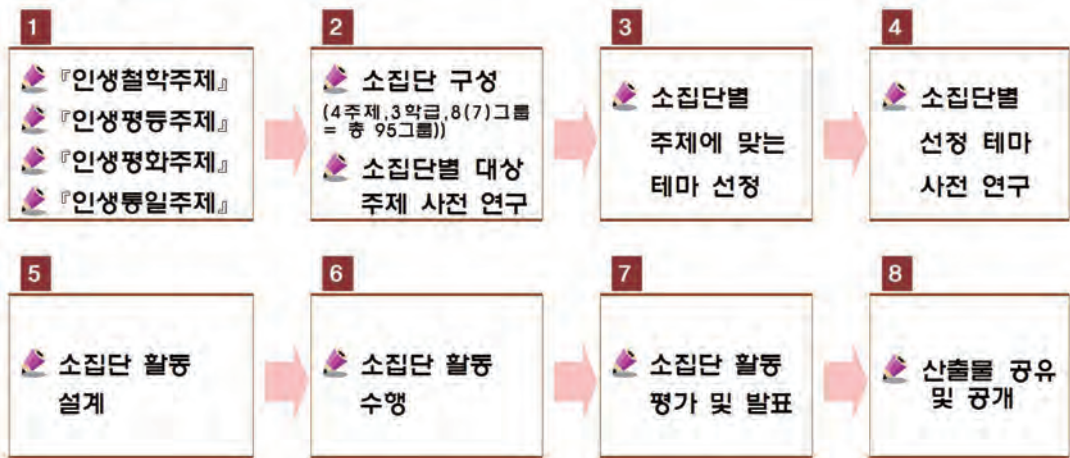 1
『인생철학주제』
『인생평등주제』
『인생평화주제』
『인생통일주제』
2
소집단 구성
(4주제,3학급,8(7)그룹
= 총 95그룹))
소집단별 대상
주제 사전 연구
3
소집단별
주제에 맞는
테마 선정
4
소집단별
선정 테마
사전 연구
5
소집단 활동
설계
6
소집단 활동
수행
7
소집단 활동
평가 및 발표
8
산출물 공유
및 공개